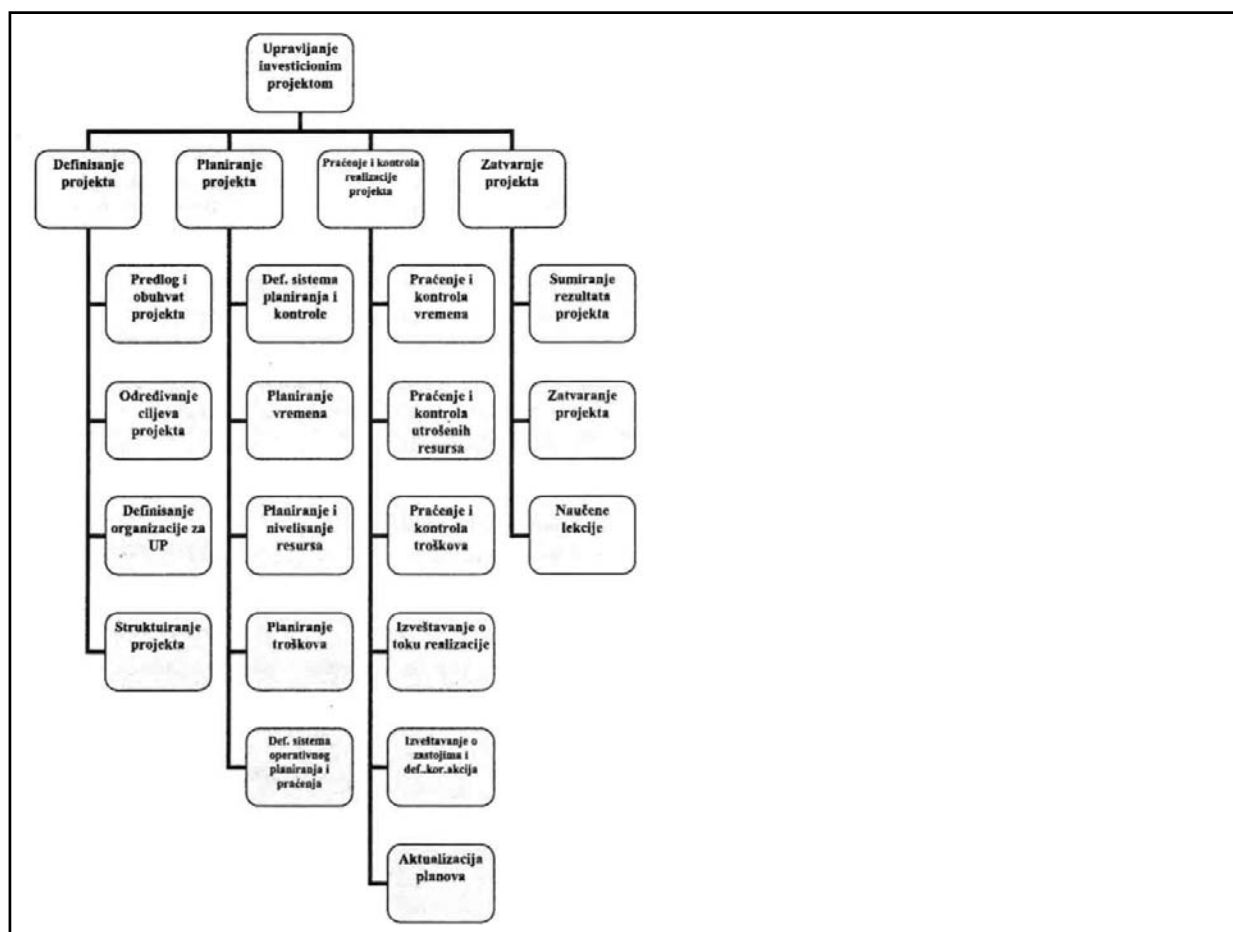 Upravljanje
investicionim
projektom
Definisanje
projekta
Planiranje
projekta
Praćenje i kontrola
realizacije
projekta
Zatvarnje
projekta
Predlog i
obuhvat
projekta
Određivanje
ciljeva
projekta
Definisanje
organizacije za
UP
Struktuiranje
projekta
Def. sistema
planiranja i
kontrole
Planiranje
vremena
Planiranje i
nivelisanje
resursa
Planiranje
troškova
Def. sistema
operativnog
planiranja i
praćenja
Praćenje i
kontrola
vremena
Praćenje i
kontrola
utrošenih
resursa
Praćenje i
kontrola
troškova
Izveštavanje o
toku realizacije
Izveštavanje o
zastojima i
def..kor.akcija
Aktualizacija
planova
Sumiranje
rezultata
projekta
Zatvaranje
projekta
Naučene
lekcije